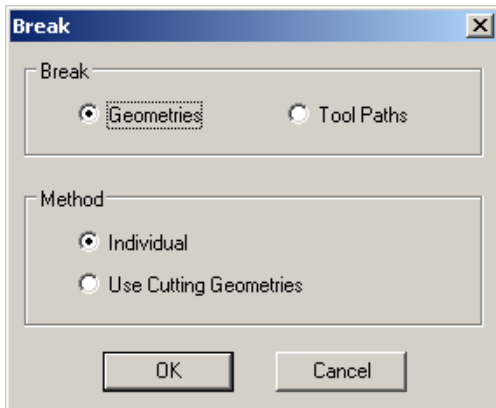 Break
Break
Geometries Tool Paths
Method
Individual
Use Cutting Geometries
OK Cancel